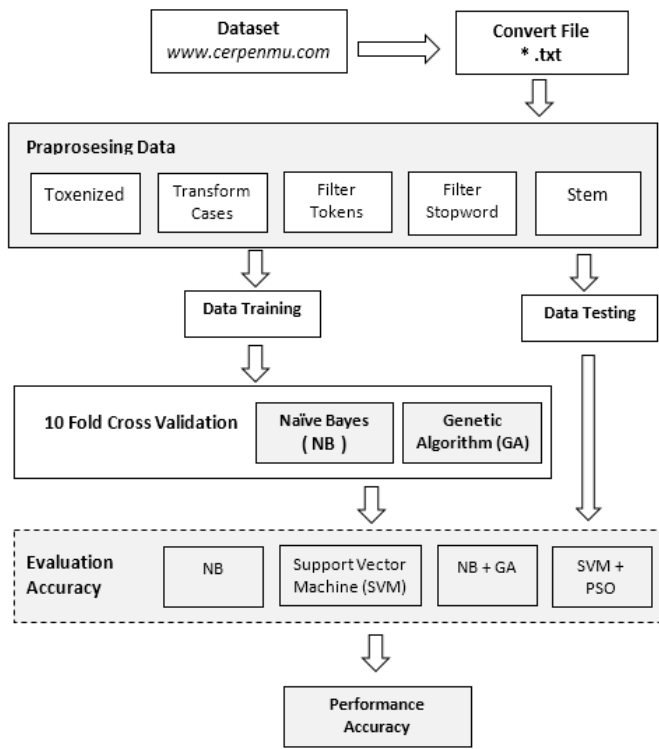 Dataset
www.cerpenmu.com
Convert File
* .txt
Praprosesing Data
Toxenized
Transform
Cases
Filter
Tokens
Filter
Stopword
Stem
Data Training
Data Testing
10 Fold Cross Validation
Naïve Bayes
( NB )
Genetic
Algorithm (GA)
Evaluation
Accuracy
NB
Support Vector
Machine (SVM)
NB + GA
SVM +
PSO
Performance
Accuracy